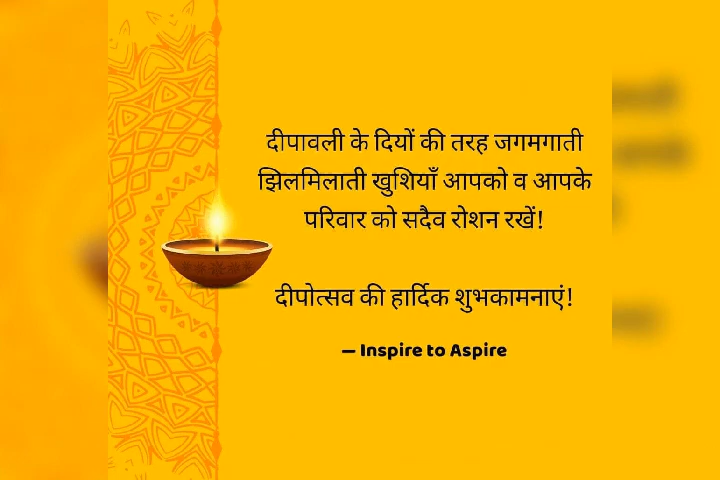 दीपावली के दियों की तरह जगमगाती
झिलमिलाती खुशियाँ आपको व आपके
परिवार को सदैव रोशन रखें!
दीपोत्सव की हार्दिक शुभकामनाएं!
— Inspire to Aspire